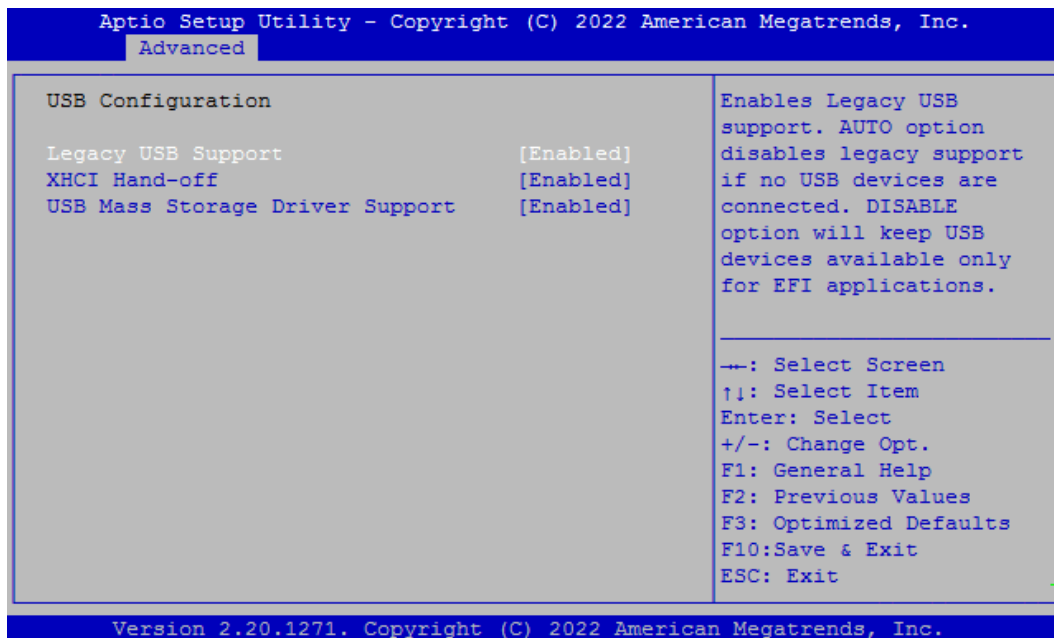 Aptio Setup Utility - Copyright (C) 2022 American Megatrends, Inc.
Advanced
USB Configuration
Legacy USB Support [Enabled]
XHCI Hand-off [Enabled]
USB Mass Storage Driver Support [Enabled]
Enables Legacy USB
support. AUTO option
disables legacy support
if no USB devices are
connected. DISABLE
option will keep USB
devices available only
for EFI applications.
→←: Select Screen
↑↓: Select Item
Enter: Select
+/-: Change Opt.
F1: General Help
F2: Previous Values
F3: Optimized Defaults
F10:Save & Exit
ESC: Exit
Version 2.20.1271. Copyright (C) 2022 American Megatrends, Inc.